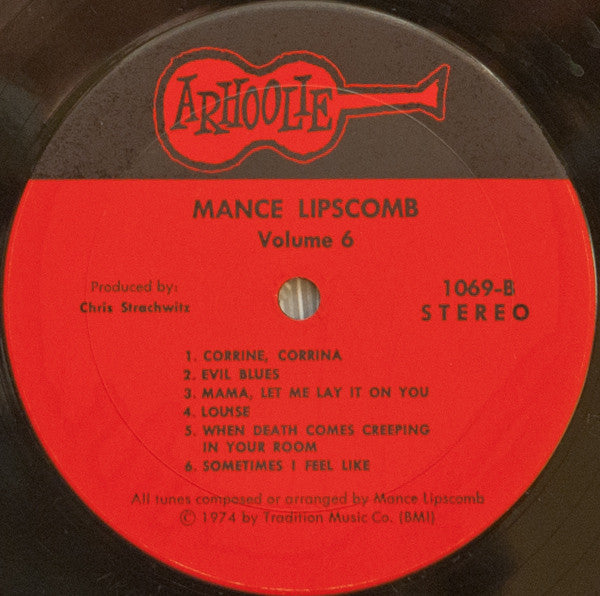 ARHOOLIE
MANCE LIPSCOMB
Volume 6
Produced by:
Chris Strachwitz
1069-B
STEREO
1. CORRINE, CORRINA
2. EVIL BLUES
3. MAMA, LET ME LAY IT ON YOU
4. LOUISE
5. WHEN DEATH COMES CREEPING
IN YOUR ROOM
6. SOMETIMES I FEEL LIKE
All tunes composed or arranged by Mance Lipscomb
© 1974 by Tradition Music Co. (BMI)